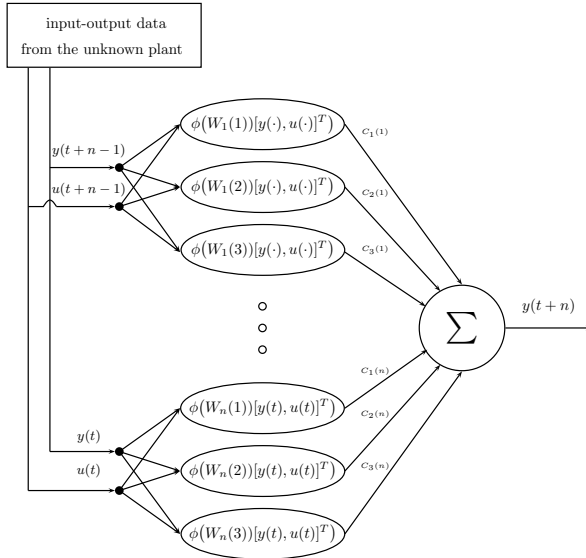 input-output data
from the unknown plant
ϕ(W₁(1))[y(·), u(·)]ᵀ)
C₁(1)
y(t + n − 1)
ϕ(W₁(2))[y(·), u(·)]ᵀ)
C₂(1)
u(t + n − 1)
ϕ(W₁(3))[y(·), u(·)]ᵀ)
C₃(1)
∑
y(t + n)
ϕ(Wₙ(1))[y(t), u(t)]ᵀ)
C₁(n)
y(t)
C₂(n)
u(t)
ϕ(Wₙ(2))[y(t), u(t)]ᵀ)
C₃(n)
ϕ(Wₙ(3))[y(t), u(t)]ᵀ)